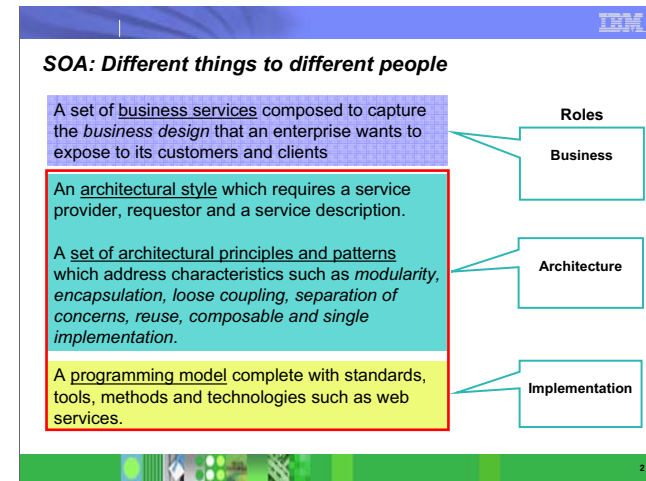 IBM
SOA: Different things to different people
A set of business services composed to capture
the business design that an enterprise wants to
expose to its customers and clients
Roles
Business
An architectural style which requires a service
provider, requestor and a service description.
A set of architectural principles and patterns
which address characteristics such as modularity,
encapsulation, loose coupling, separation of
concerns, reuse, composable and single
implementation.
Architecture
A programming model complete with standards,
tools, methods and technologies such as web
services.
Implementation
2